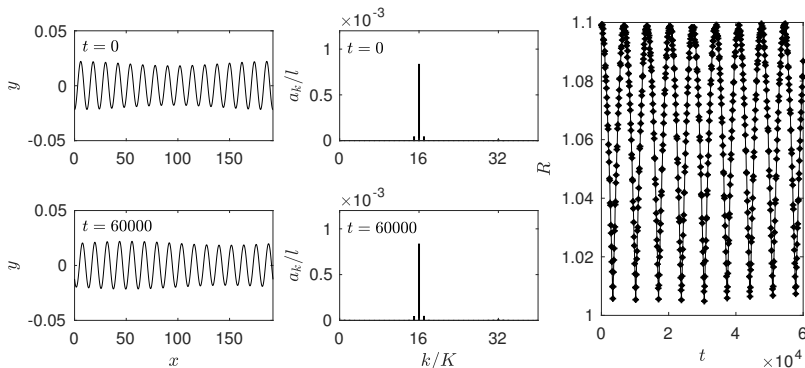 0.05
t = 0
y
0
-0.05
0 50 100 150
×10⁻³
t = 0
1
a_k/l
0.5
0
0 16 32
0.05
t = 60000
y
0
-0.05
0 50 100 150
x
×10⁻³
t = 60000
1
a_k/l
0.5
0
0 16 32
k/K
1.1
1.08
1.06
R
1.04
1.02
1
0 2 4 6
t
×10⁴